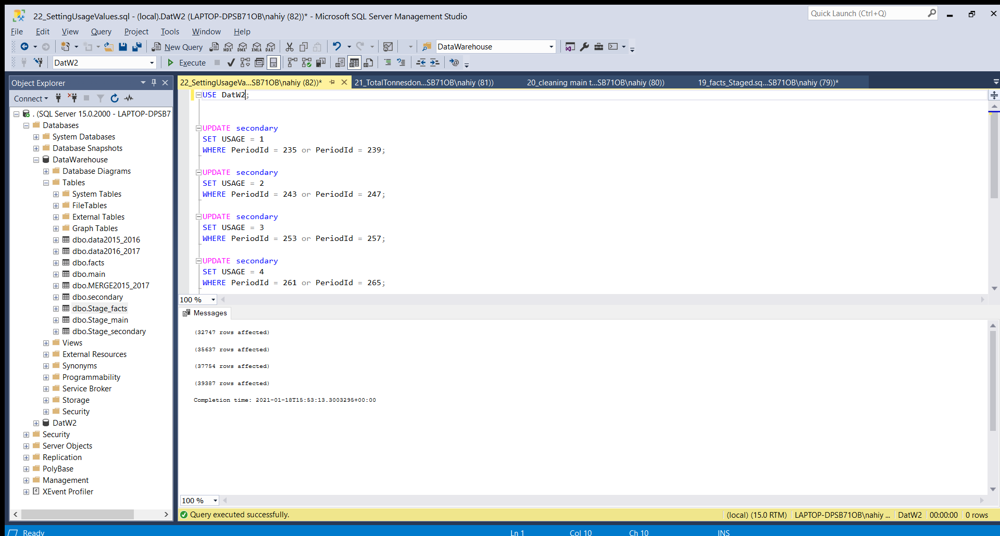 22_SettingUsageValues.sql - (local).DatW2 (LAPTOP-DPSB71OB\nahiy (82))* - Microsoft SQL Server Management Studio
Quick Launch (Ctrl+Q)
File Edit View Query Project Tools Window Help
New Query MDX DMX XMLA DAX DataWarehouse
DatW2 Execute
Object Explorer
22_SettingUsageVa...SB71OB\nahiy (82))* 21_TotalTonnesdon...SB71OB\nahiy (81)) 20_cleaning main t...SB71OB\nahiy (80)) 19_facts_Staged.sq...SB71OB\nahiy (79))*
Connect
. (SQL Server 15.0.2000 - LAPTOP-DPSB7
Databases
System Databases
Database Snapshots
DataWarehouse
Database Diagrams
Tables
System Tables
FileTables
External Tables
Graph Tables
dbo.data2015_2016
dbo.data2016_2017
dbo.facts
dbo.main
dbo.MERGE2015_2017
dbo.secondary
dbo.Stage_facts
dbo.Stage_main
dbo.Stage_secondary
Views
External Resources
Synonyms
Programmability
Service Broker
Storage
Security
DatW2
Security
Server Objects
Replication
PolyBase
Management
XEvent Profiler
USE DatW2;
UPDATE secondary
SET USAGE = 1
WHERE PeriodId = 235 or PeriodId = 239;
UPDATE secondary
SET USAGE = 2
WHERE PeriodId = 243 or PeriodId = 247;
UPDATE secondary
SET USAGE = 3
WHERE PeriodId = 253 or PeriodId = 257;
UPDATE secondary
SET USAGE = 4
WHERE PeriodId = 261 or PeriodId = 265;
100 %
Messages
(32747 rows affected)
(35637 rows affected)
(37754 rows affected)
(39387 rows affected)
Completion time: 2021-01-18T15:53:13.3003295+00:00
100 %
Query executed successfully. (local) (15.0 RTM) LAPTOP-DPSB71OB\nahiy ... DatW2 00:00:00 0 rows
Ready Ln 1 Col 10 Ch 10 INS